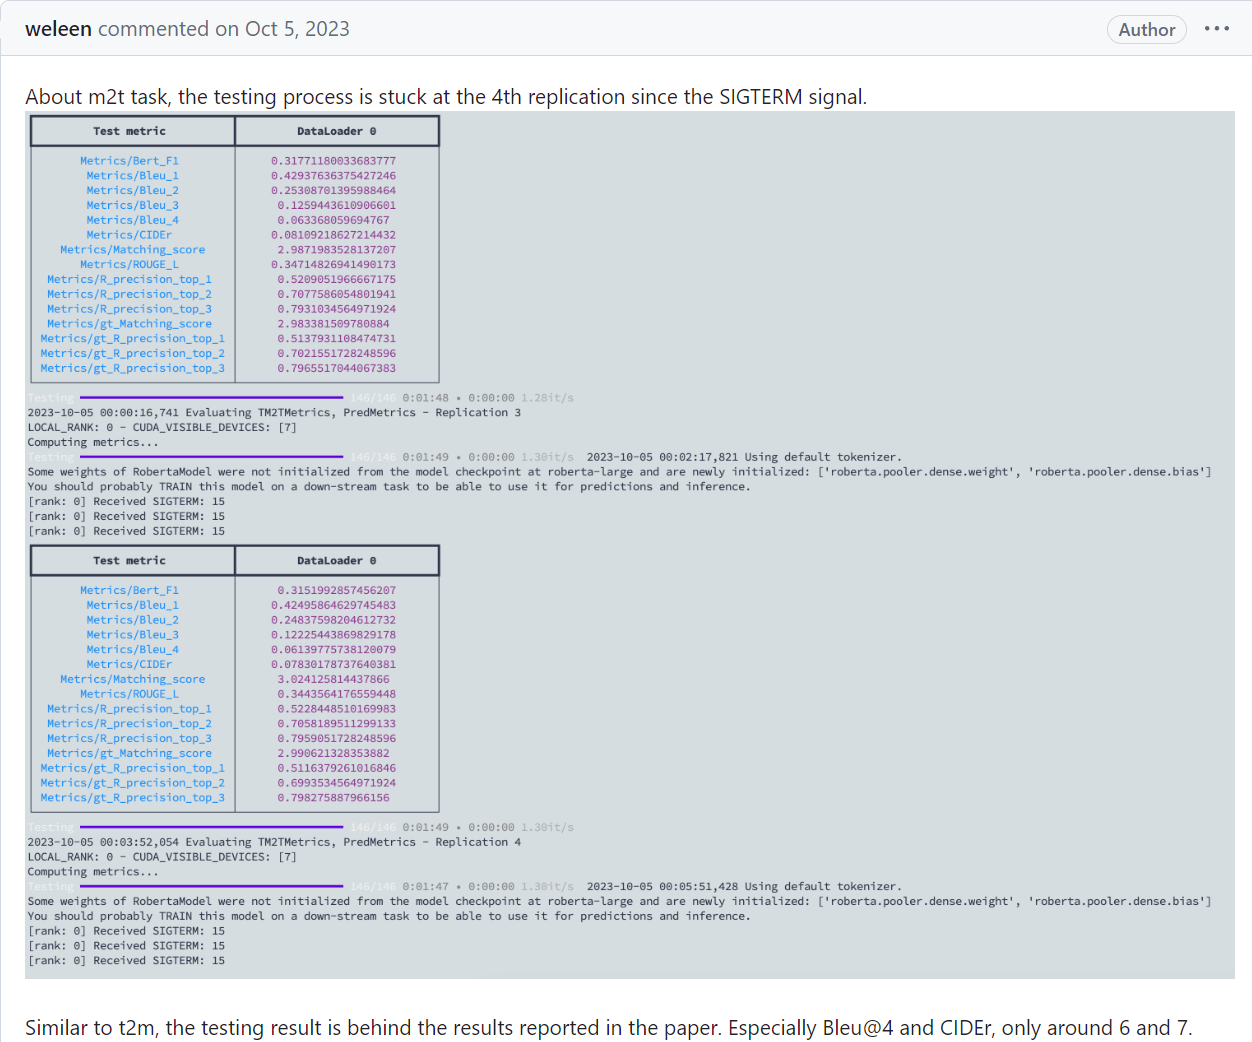 weleen commented on Oct 5, 2023
Author
About m2t task, the testing process is stuck at the 4th replication since the SIGTERM signal.
Test metric DataLoader 0
Metrics/Bert_F1 0.31771180033683777
Metrics/Bleu_1 0.42937636375427246
Metrics/Bleu_2 0.25308701395988464
Metrics/Bleu_3 0.1259443610906601
Metrics/Bleu_4 0.063368059694767
Metrics/CIDEr 0.08109218627214432
Metrics/Matching_score 2.9871983528137207
Metrics/ROUGE_L 0.34714826941490173
Metrics/R_precision_top_1 0.5209051966667175
Metrics/R_precision_top_2 0.7077586054801941
Metrics/R_precision_top_3 0.7931034564971924
Metrics/gt_Matching_score 2.983381509780884
Metrics/gt_R_precision_top_1 0.5137931108474731
Metrics/gt_R_precision_top_2 0.7021551728248596
Metrics/gt_R_precision_top_3 0.7965517044067383
Testing 146/146 0:01:48 • 0:00:00 1.28it/s
2023-10-05 00:00:16,741 Evaluating TM2TMetrics, PredMetrics - Replication 3
LOCAL_RANK: 0 - CUDA_VISIBLE_DEVICES: [7]
Computing metrics...
Testing 146/146 0:01:49 • 0:00:00 1.30it/s 2023-10-05 00:02:17,821 Using default tokenizer.
Some weights of RobertaModel were not initialized from the model checkpoint at roberta-large and are newly initialized: ['roberta.pooler.dense.weight', 'roberta.pooler.dense.bias']
You should probably TRAIN this model on a down-stream task to be able to use it for predictions and inference.
[rank: 0] Received SIGTERM: 15
[rank: 0] Received SIGTERM: 15
[rank: 0] Received SIGTERM: 15
Test metric DataLoader 0
Metrics/Bert_F1 0.3151992857456207
Metrics/Bleu_1 0.42495864629745483
Metrics/Bleu_2 0.24837598204612732
Metrics/Bleu_3 0.12225443869829178
Metrics/Bleu_4 0.06139775738120079
Metrics/CIDEr 0.07830178737640381
Metrics/Matching_score 3.024125814437866
Metrics/ROUGE_L 0.3443564176559448
Metrics/R_precision_top_1 0.5228448510169983
Metrics/R_precision_top_2 0.7058189511299133
Metrics/R_precision_top_3 0.7959051728248596
Metrics/gt_Matching_score 2.990621328353882
Metrics/gt_R_precision_top_1 0.5116379261016846
Metrics/gt_R_precision_top_2 0.6993534564971924
Metrics/gt_R_precision_top_3 0.798275887966156
Testing 146/146 0:01:49 • 0:00:00 1.30it/s
2023-10-05 00:03:52,054 Evaluating TM2TMetrics, PredMetrics - Replication 4
LOCAL_RANK: 0 - CUDA_VISIBLE_DEVICES: [7]
Computing metrics...
Testing 146/146 0:01:47 • 0:00:00 1.30it/s 2023-10-05 00:05:51,428 Using default tokenizer.
Some weights of RobertaModel were not initialized from the model checkpoint at roberta-large and are newly initialized: ['roberta.pooler.dense.weight', 'roberta.pooler.dense.bias']
You should probably TRAIN this model on a down-stream task to be able to use it for predictions and inference.
[rank: 0] Received SIGTERM: 15
[rank: 0] Received SIGTERM: 15
[rank: 0] Received SIGTERM: 15
Similar to t2m, the testing result is behind the results reported in the paper. Especially Bleu@4 and CIDEr, only around 6 and 7.